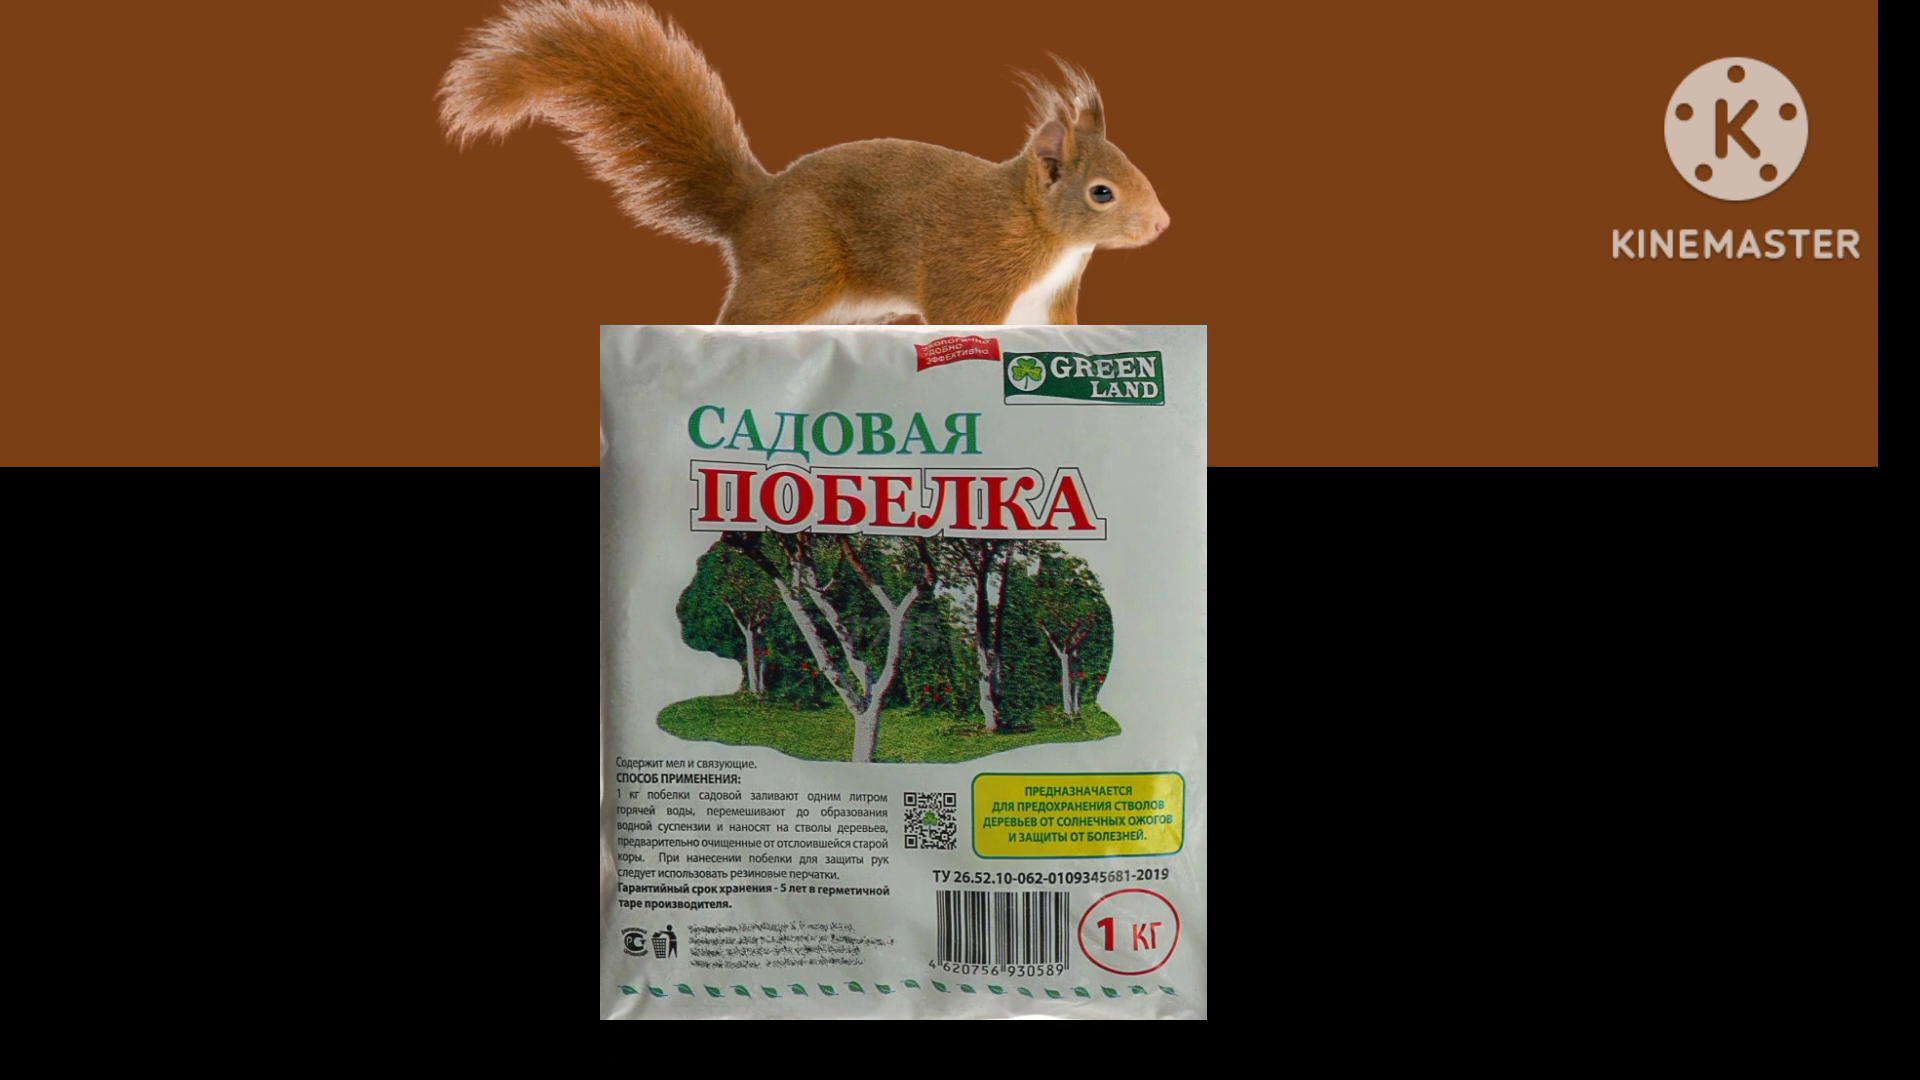 K
KINEMASTER
ЭКОЛОГИЧНО
УДОБНО
ЭФФЕКТИВНО
GREEN
LAND
САДОВАЯ
ПОБЕЛКА
Содержит мел и связующие.
СПОСОБ ПРИМЕНЕНИЯ:
1 кг побелки садовой заливают одним литром
горячей воды, перемешивают до образования
водной суспензии и наносят на стволы деревьев,
предварительно очищенные от отслоившейся старой
коры. При нанесении побелки для защиты рук
следует использовать резиновые перчатки.
Гарантийный срок хранения - 5 лет в герметичной
таре производителя.
ПРЕДНАЗНАЧАЕТСЯ
ДЛЯ ПРЕДОХРАНЕНИЯ СТВОЛОВ
ДЕРЕВЬЕВ ОТ СОЛНЕЧНЫХ ОЖОГОВ
И ЗАЩИТЫ ОТ БОЛЕЗНЕЙ.
ТУ 26.52.10-062-0109345681-2019
4 620756 930589
1 КГ